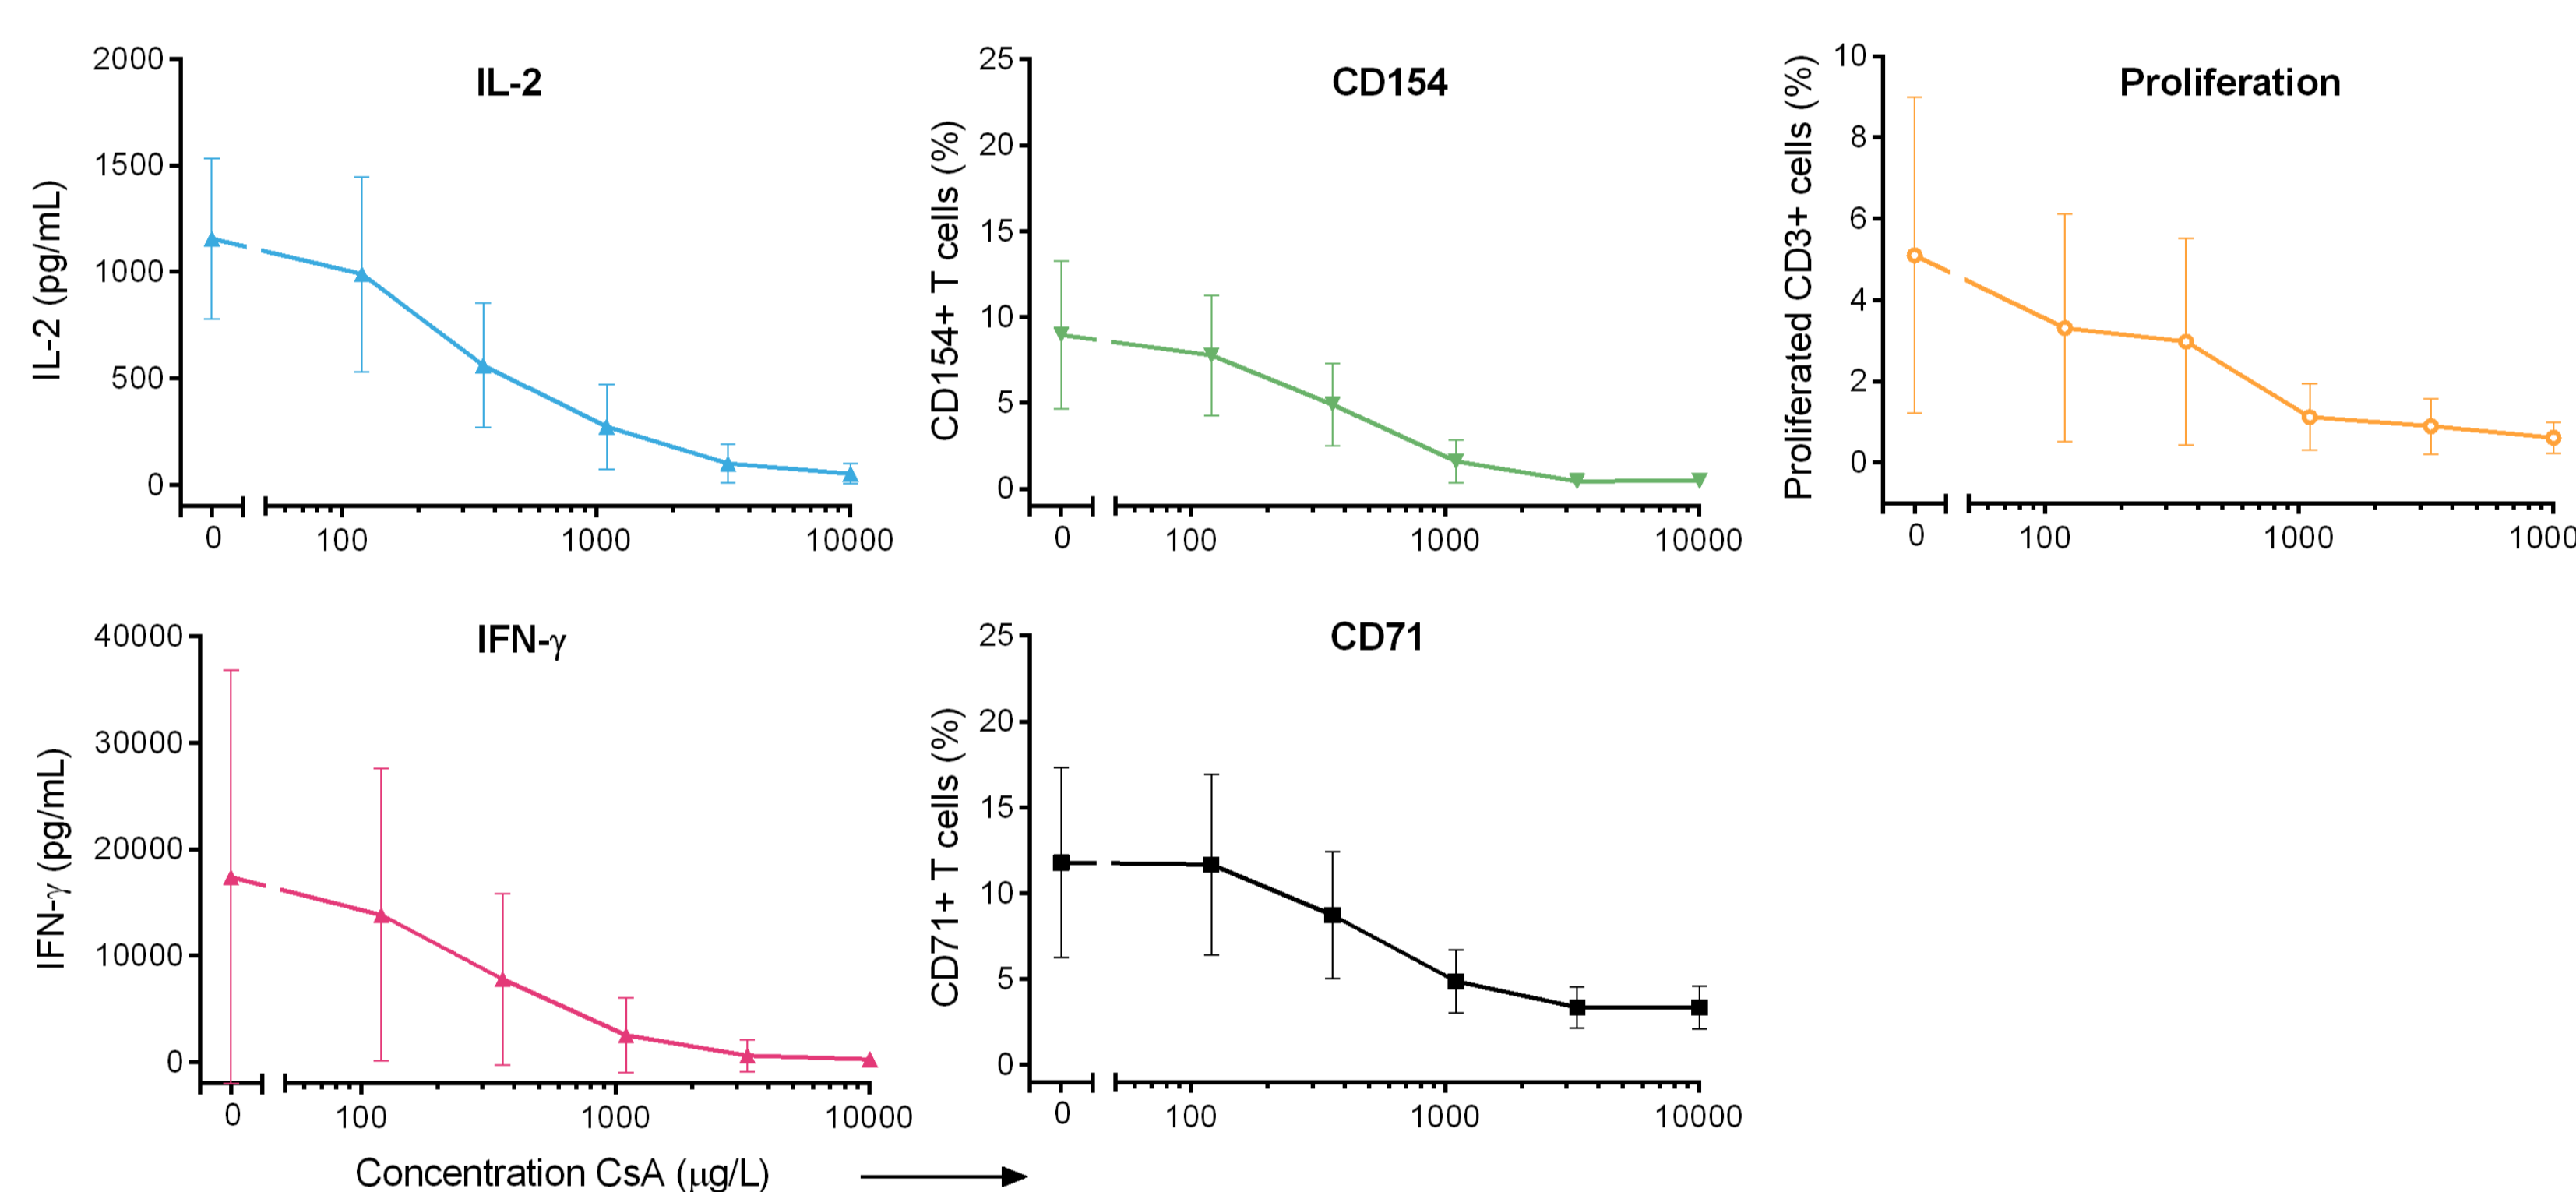 IL-2
IL-2 (pg/mL)
2000
1500
1000
500
0
0 100 1000 10000
CD154
CD154+ T cells (%)
25
20
15
10
5
0
0 100 1000 10000
Proliferation
Proliferated CD3+ cells (%)
10
8
6
4
2
0
0 100 1000 1000
IFN-γ
IFN-γ (pg/mL)
40000
30000
20000
10000
0
0 100 1000 10000
CD71
CD71+ T cells (%)
25
20
15
10
5
0
0 100 1000 10000
Concentration CsA (μg/L)